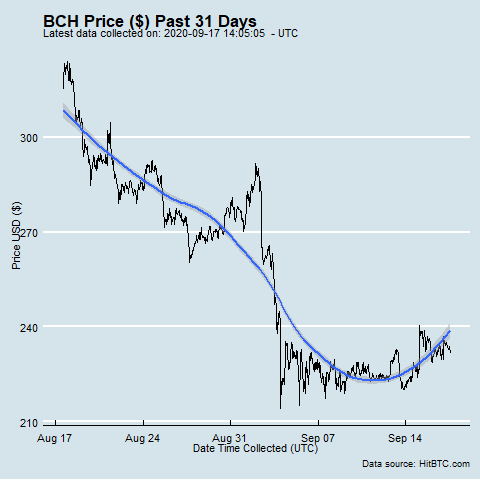 BCH Price ($) Past 31 Days
Latest data collected on: 2020-09-17 14:05:05 - UTC
300
270
240
210
Price USD ($)
Aug 17 Aug 24 Aug 31 Sep 07 Sep 14
Date Time Collected (UTC)
Data source: HitBTC.com